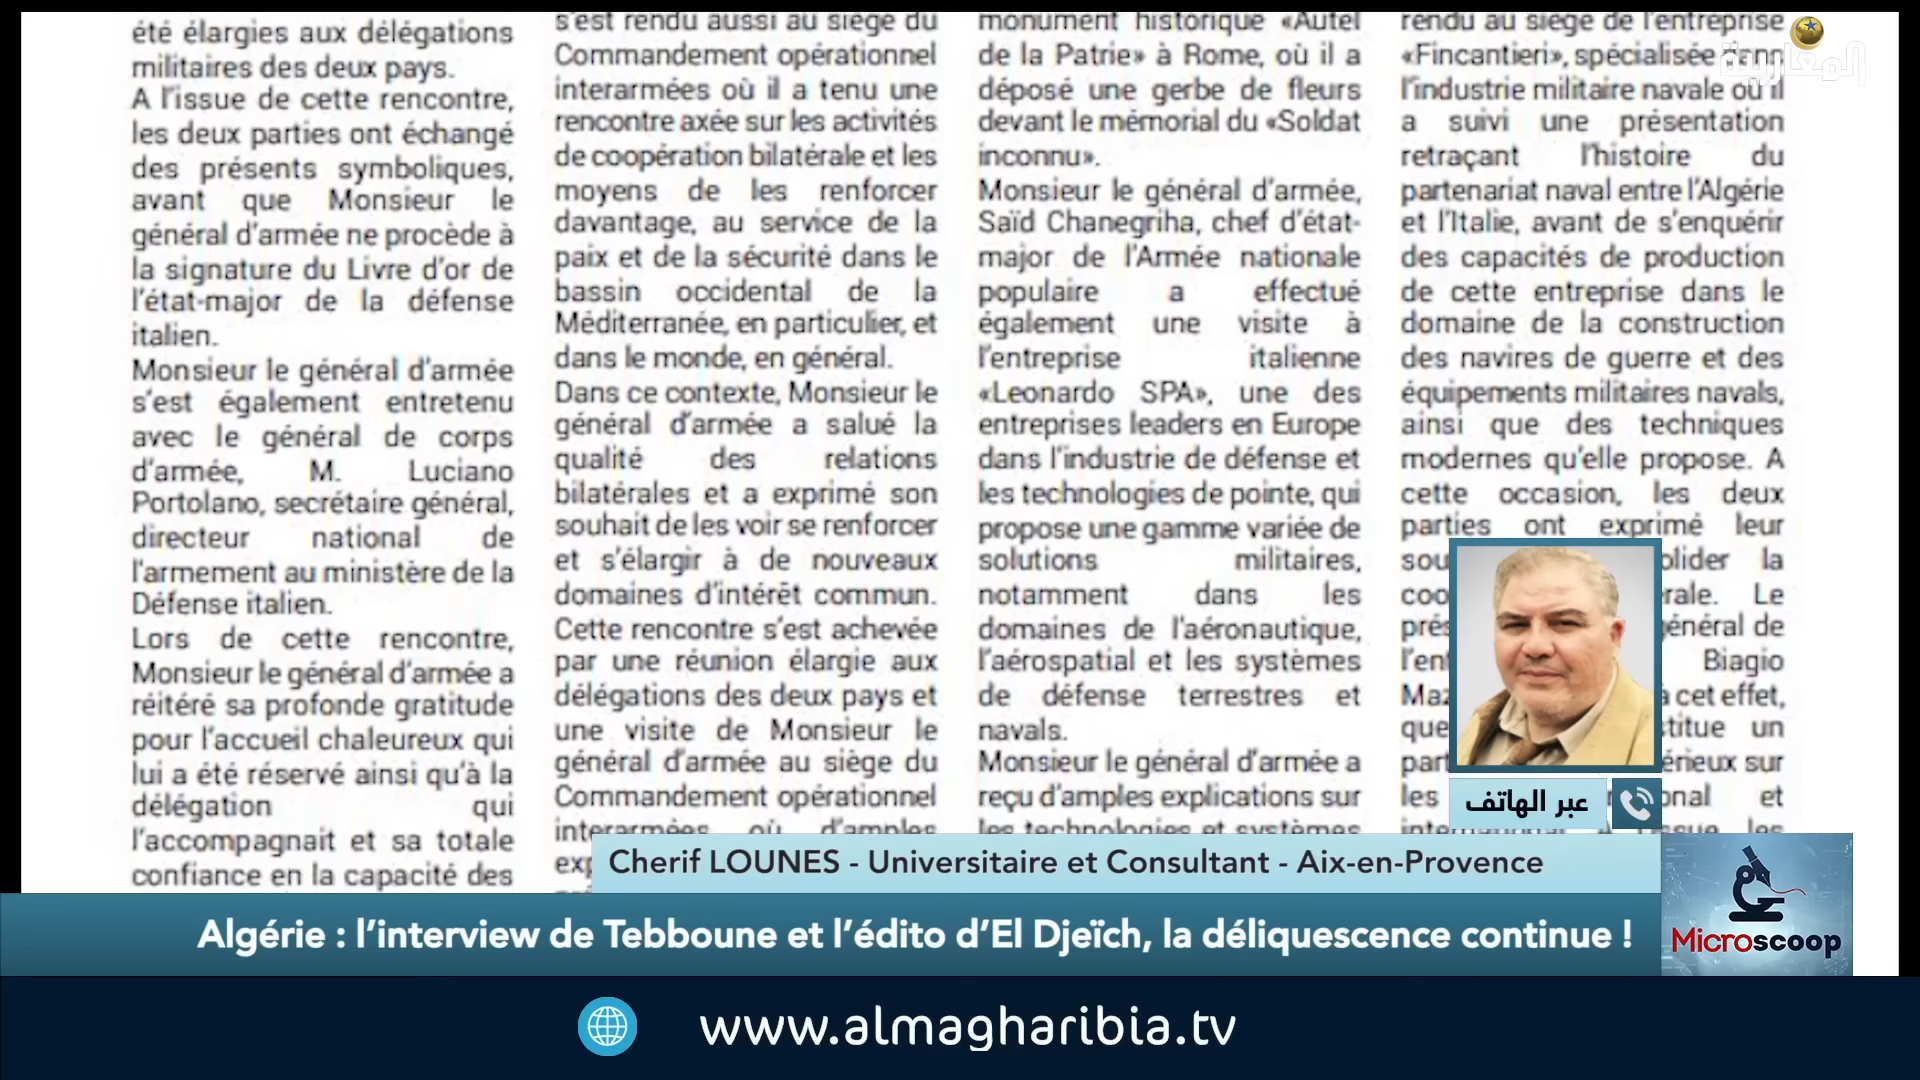 été élargies aux délégations
militaires des deux pays.
A l'issue de cette rencontre,
les deux parties ont échangé
des présents symboliques,
avant que Monsieur le
général d'armée ne procède à
la signature du Livre d'or de
l'état-major de la défense
italien.
Monsieur le général d'armée
s'est également entretenu
avec le général de corps
d'armée, M. Luciano
Portolano, secrétaire général,
directeur national de
l'armement au ministère de la
Défense italien.
Lors de cette rencontre,
Monsieur le général d'armée a
réitéré sa profonde gratitude
pour l'accueil chaleureux qui
lui a été réservé ainsi qu'à la
délégation qui
l'accompagnait et sa totale
confiance en la capacité des
s'est rendu aussi au siège du
Commandement opérationnel
interarmées où il a tenu une
rencontre axée sur les activités
de coopération bilatérale et les
moyens de les renforcer
davantage, au service de la
paix et de la sécurité dans le
bassin occidental de la
Méditerranée, en particulier, et
dans le monde, en général.
Dans ce contexte, Monsieur le
général d'armée a salué la
qualité des relations
bilatérales et a exprimé son
souhait de les voir se renforcer
et s'élargir à de nouveaux
domaines d'intérêt commun.
Cette rencontre s'est achevée
par une réunion élargie aux
délégations des deux pays et
une visite de Monsieur le
général d'armée au siège du
Commandement opérationnel
interarmées où d'amples
monument historique «Autel
de la Patrie» à Rome, où il a
déposé une gerbe de fleurs
devant le mémorial du «Soldat
inconnu».
Monsieur le général d'armée,
Saïd Chanegriha, chef d'état-
major de l'Armée nationale
populaire a effectué
également une visite à
l'entreprise italienne
«Leonardo SPA», une des
entreprises leaders en Europe
dans l'industrie de défense et
les technologies de pointe, qui
propose une gamme variée de
solutions militaires,
notamment dans les
domaines de l'aéronautique,
l'aérospatial et les systèmes
de défense terrestres et
navals.
Monsieur le général d'armée a
reçu d'amples explications sur
les technologies et systèmes
rendu au siège de l'entreprise
«Fincantieri», spécialisée dans
l'industrie militaire navale où il
a suivi une présentation
retraçant l'histoire du
partenariat naval entre l'Algérie
et l'Italie, avant de s'enquérir
des capacités de production
de cette entreprise dans le
domaine de la construction
des navires de guerre et des
équipements militaires navals,
ainsi que des techniques
modernes qu'elle propose. A
cette occasion, les deux
parties ont exprimé leur
la
Le
de
Biagio
à cet effet,
un
sur
les et
les
المغاربية
عبر الهاتف
Cherif LOUNES - Universitaire et Consultant - Aix-en-Provence
Algérie : l'interview de Tebboune et l'édito d'El Djeïch, la déliquescence continue !
Microscoop
www.almagharibia.tv